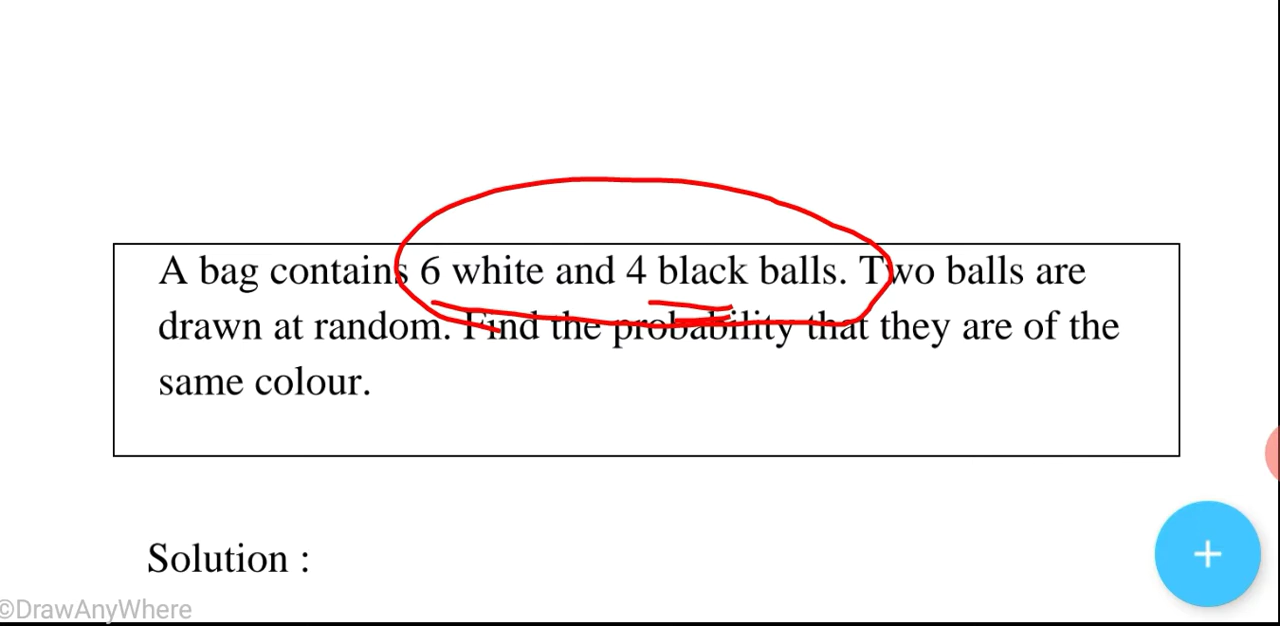 A bag contains 6 white and 4 black balls. Two balls are
drawn at random. Find the probability that they are of the
same colour.
Solution :
©DrawAnyWhere